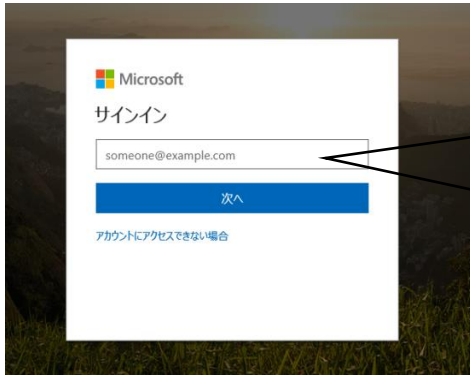 Microsoft
サインイン
someone@example.com
次へ
アカウントにアクセスできない場合